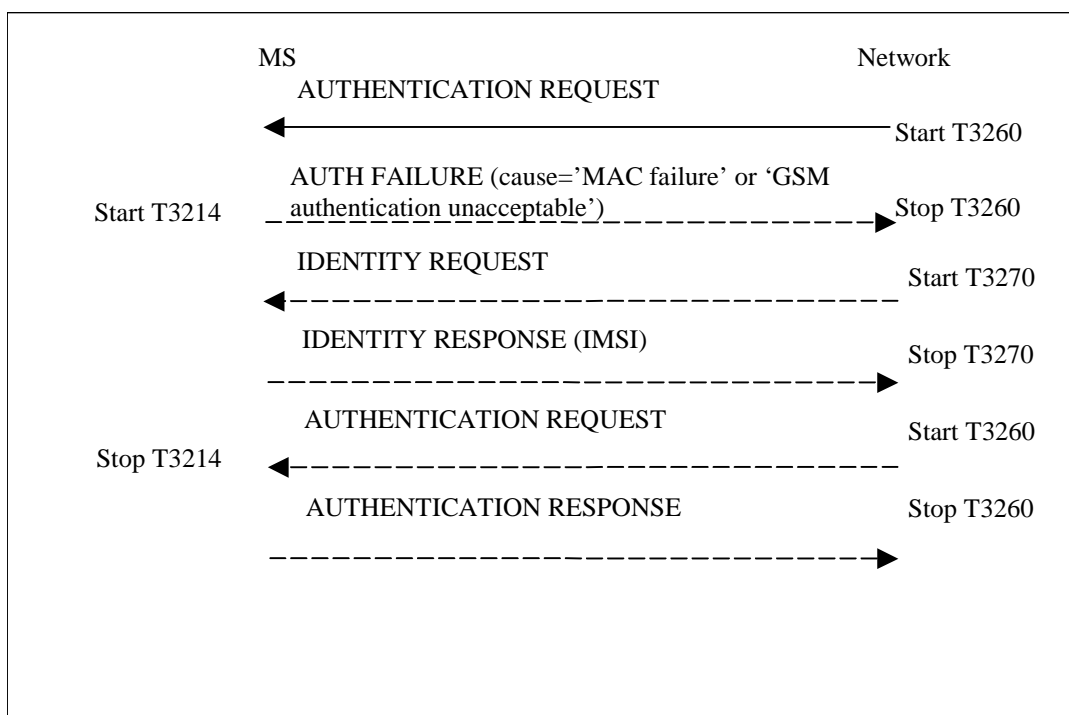 MS Network
AUTHENTICATION REQUEST
Start T3260
AUTH FAILURE (cause=’MAC failure’ or ‘GSM
authentication unacceptable’)
Start T3214
Stop T3260
IDENTITY REQUEST
Start T3270
IDENTITY RESPONSE (IMSI)
Stop T3270
AUTHENTICATION REQUEST
Start T3260
Stop T3214
AUTHENTICATION RESPONSE
Stop T3260